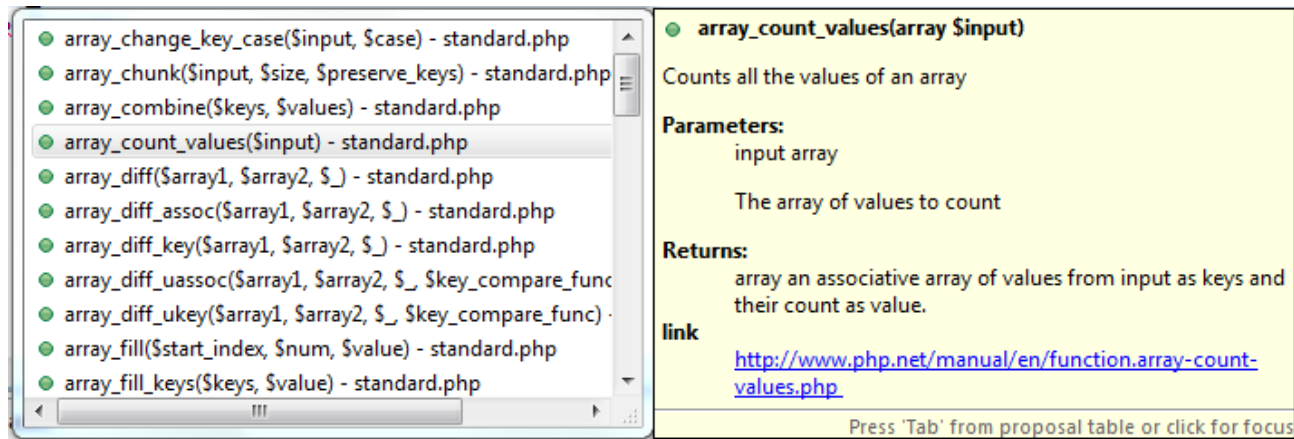 array_change_key_case($input, $case) - standard.php
array_chunk($input, $size, $preserve_keys) - standard.php
array_combine($keys, $values) - standard.php
array_count_values($input) - standard.php
array_diff($array1, $array2, $_) - standard.php
array_diff_assoc($array1, $array2, $_) - standard.php
array_diff_key($array1, $array2, $_) - standard.php
array_diff_uassoc($array1, $array2, $_, $key_compare_func
array_diff_ukey($array1, $array2, $_, $key_compare_func) -
array_fill($start_index, $num, $value) - standard.php
array_fill_keys($keys, $value) - standard.php
array_count_values(array $input)
Counts all the values of an array
Parameters:
input array
The array of values to count
Returns:
array an associative array of values from input as keys and
their count as value.
link
http://www.php.net/manual/en/function.array-count-
values.php
Press 'Tab' from proposal table or click for focus